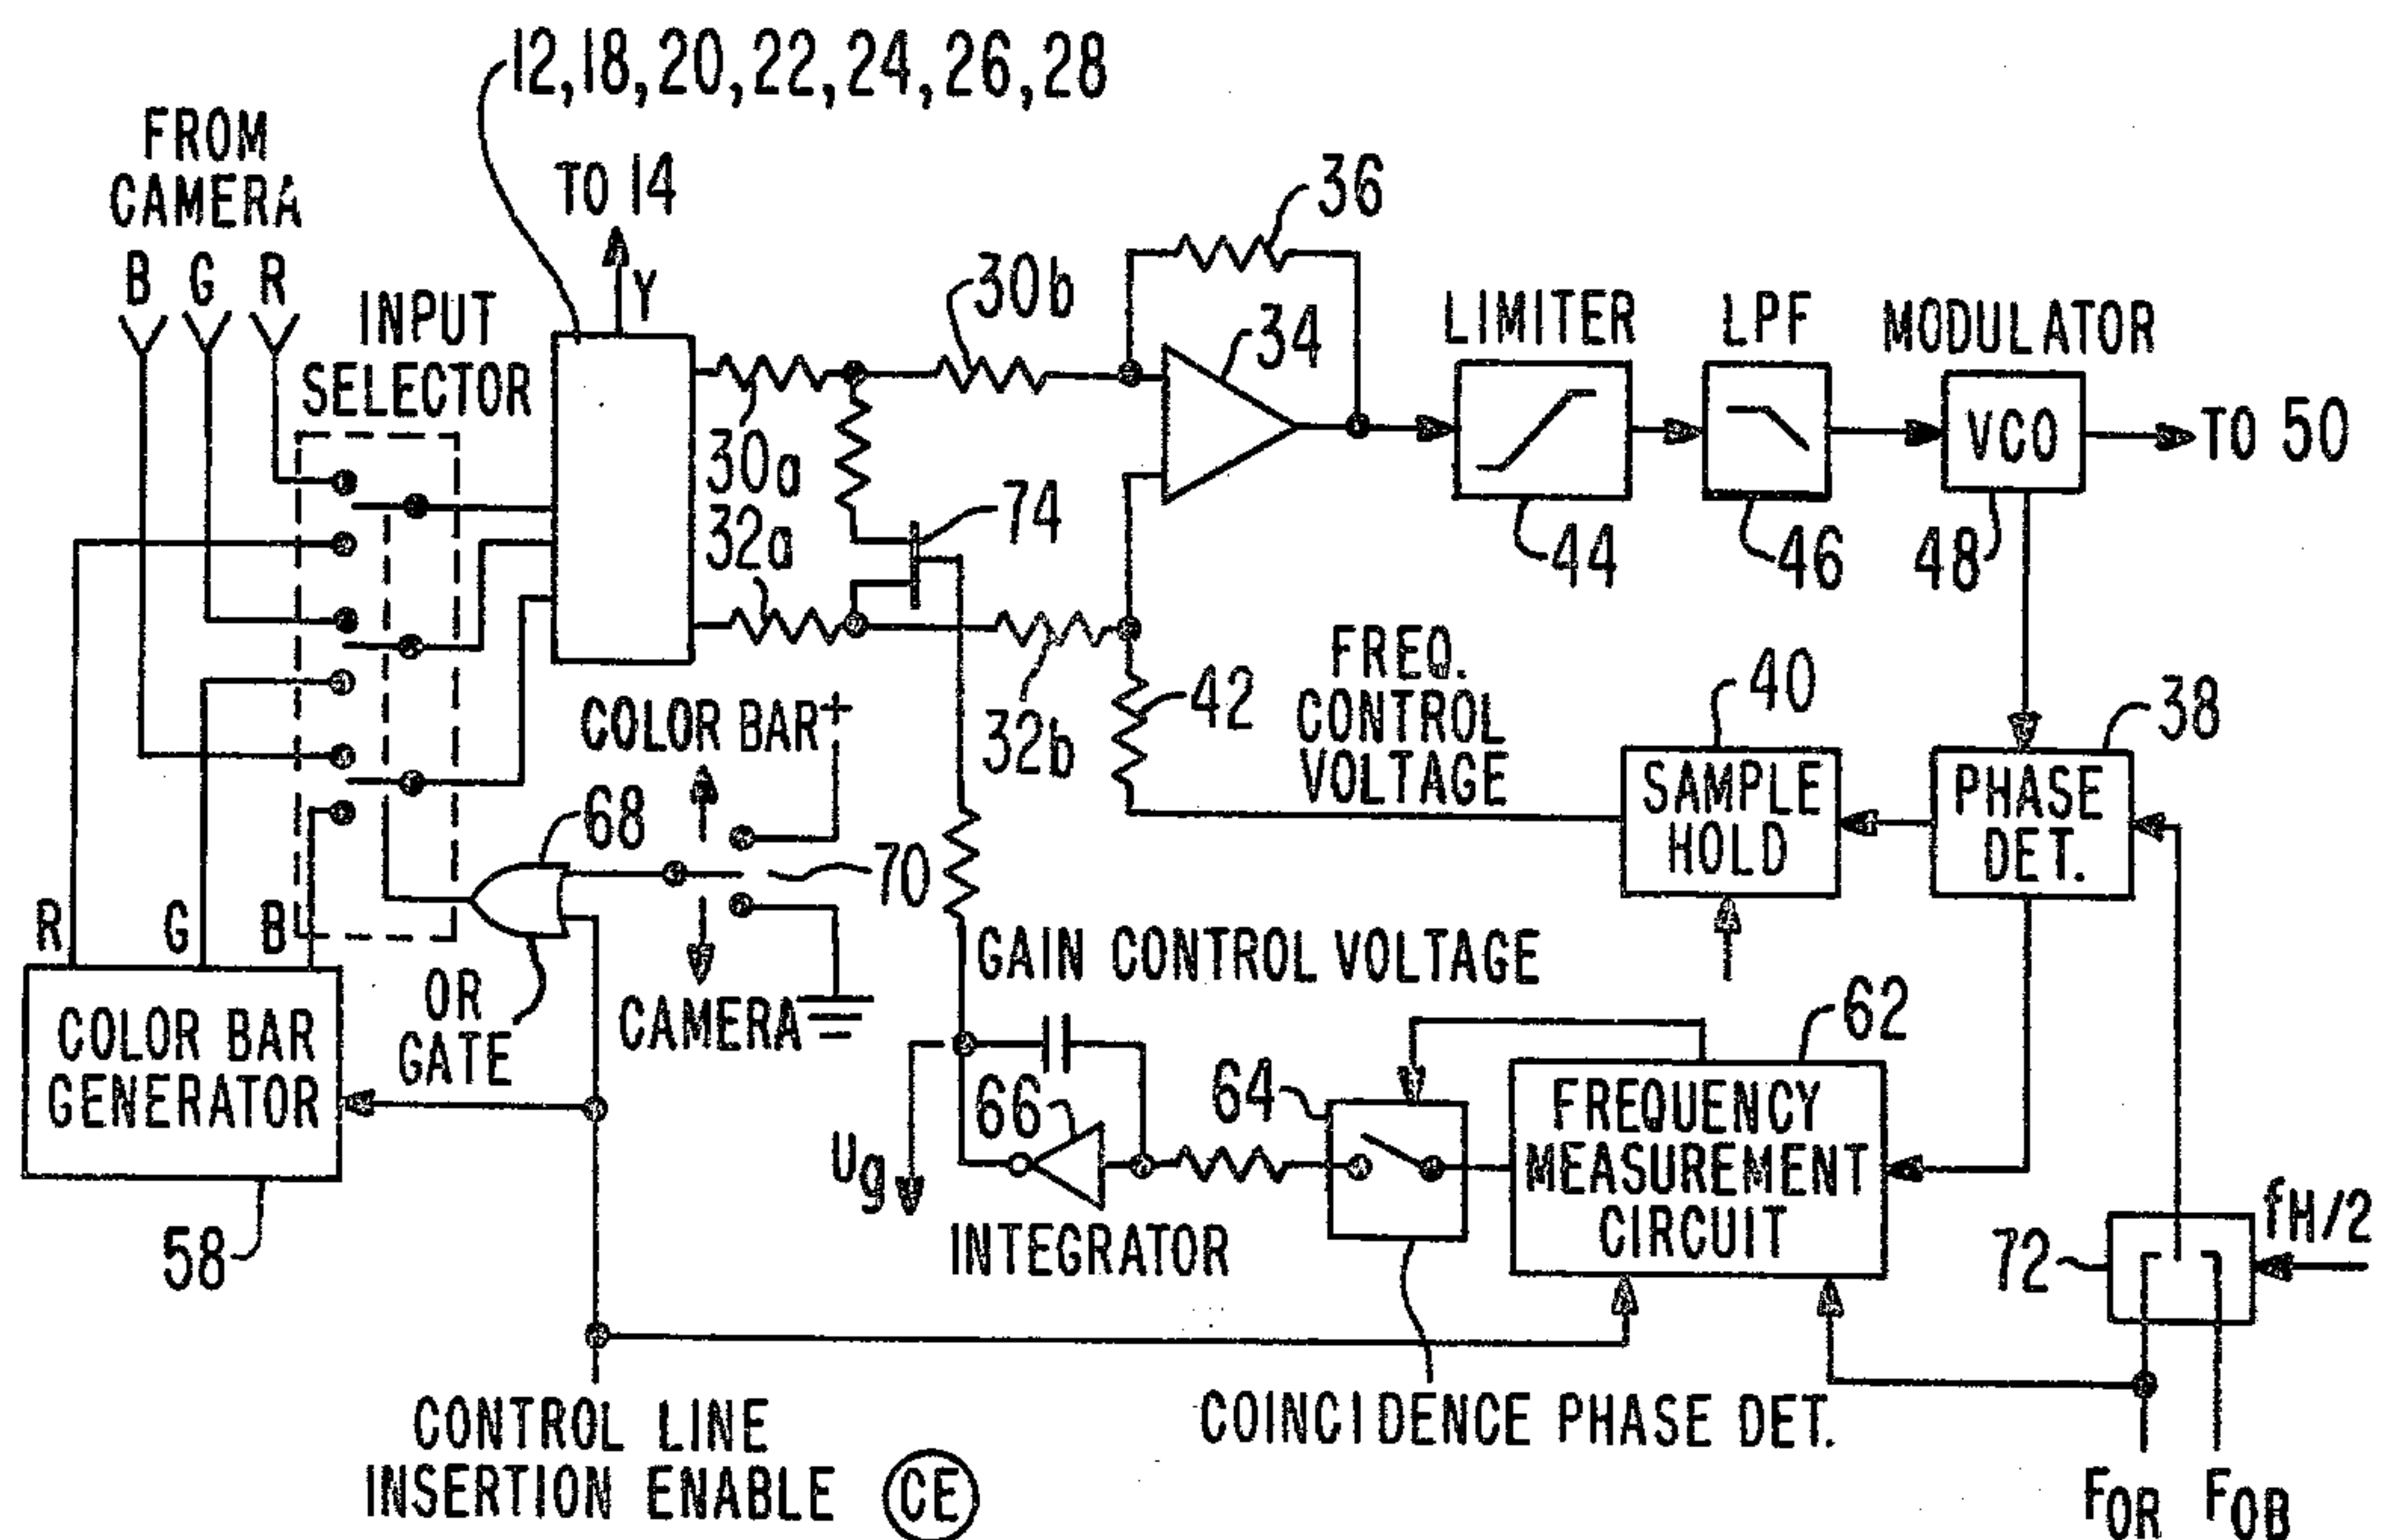 12,18,20,22,24,26,28
FROM
CAMERA
B G R
TO 14
Y
INPUT
SELECTOR
30b
36
34
LIMITER
LPF
MODULATOR
VCO
TO 50
30a
32a
74
44
46
48
32b
42
FREQ.
CONTROL
VOLTAGE
40
SAMPLE
HOLD
38
PHASE
DET.
COLOR BAR
+
68
70
CAMERA
R G B
OR
GATE
COLOR BAR
GENERATOR
58
GAIN CONTROL VOLTAGE
Ug
66
INTEGRATOR
64
62
FREQUENCY
MEASUREMENT
CIRCUIT
72
fH/2
COINCIDENCE PHASE DET.
CONTROL LINE
INSERTION ENABLE
CE
FOR FOB